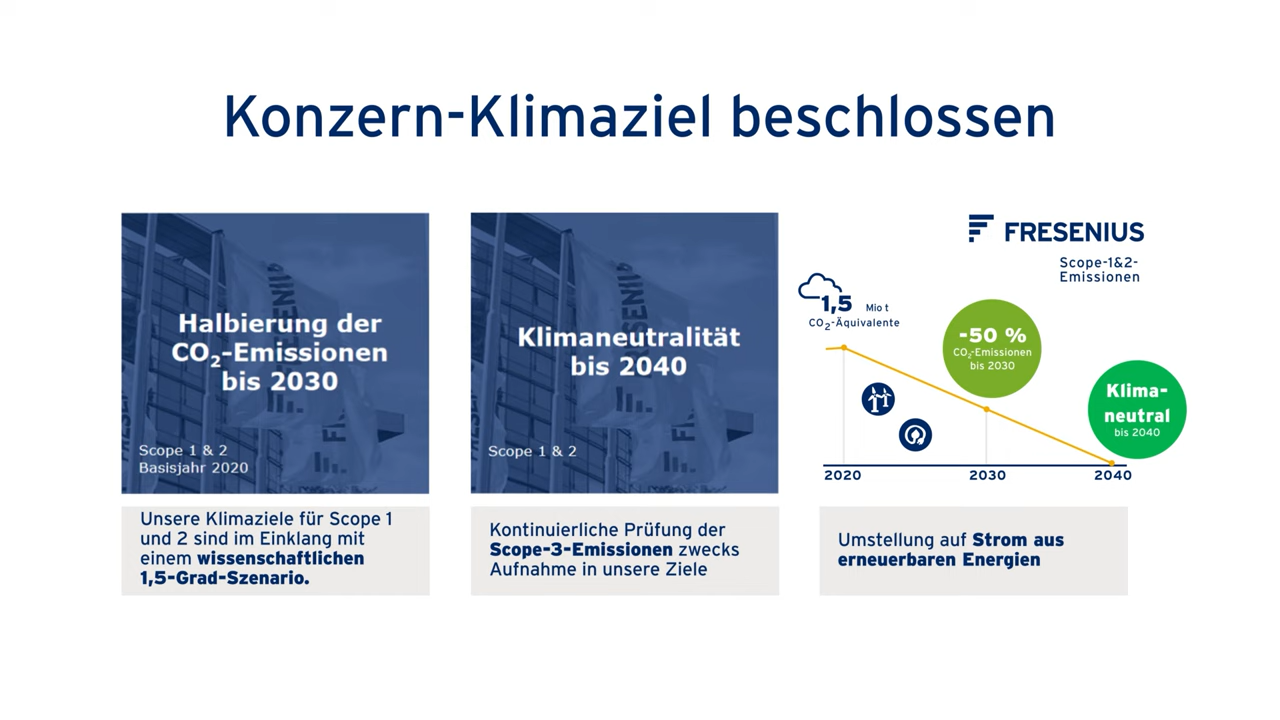 Konzern-Klimaziel beschlossen
Halbierung der
CO₂-Emissionen
bis 2030
Scope 1 & 2
Basisjahr 2020
Unsere Klimaziele für Scope 1
und 2 sind im Einklang mit
einem wissenschaftlichen
1,5-Grad-Szenario.
Klimaneutralität
bis 2040
Scope 1 & 2
Kontinuierliche Prüfung der
Scope-3-Emissionen zwecks
Aufnahme in unsere Ziele
FRESENIUS
Scope-1&2-
Emissionen
1,5 Mio t
CO₂-Äquivalente
-50 %
CO₂-Emissionen
bis 2030
Klima-
neutral
bis 2040
2020 2030 2040
Umstellung auf Strom aus
erneuerbaren Energien